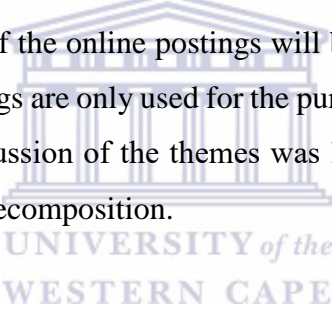 f the online postings will b
gs are only used for the pur
ussion of the themes was
ecomposition.
UNIVERSITY of the
WESTERN CAPE